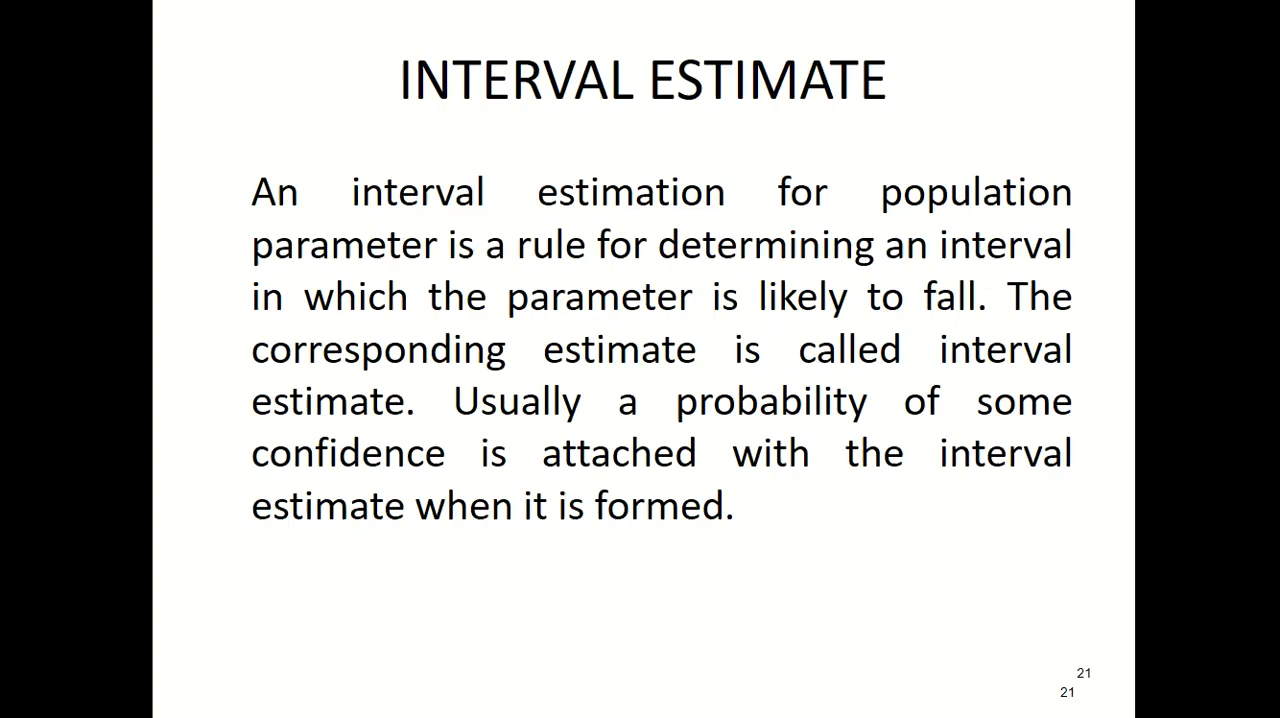 INTERVAL ESTIMATE
An interval estimation for population
parameter is a rule for determining an interval
in which the parameter is likely to fall. The
corresponding estimate is called interval
estimate. Usually a probability of some
confidence is attached with the interval
estimate when it is formed.
21
21